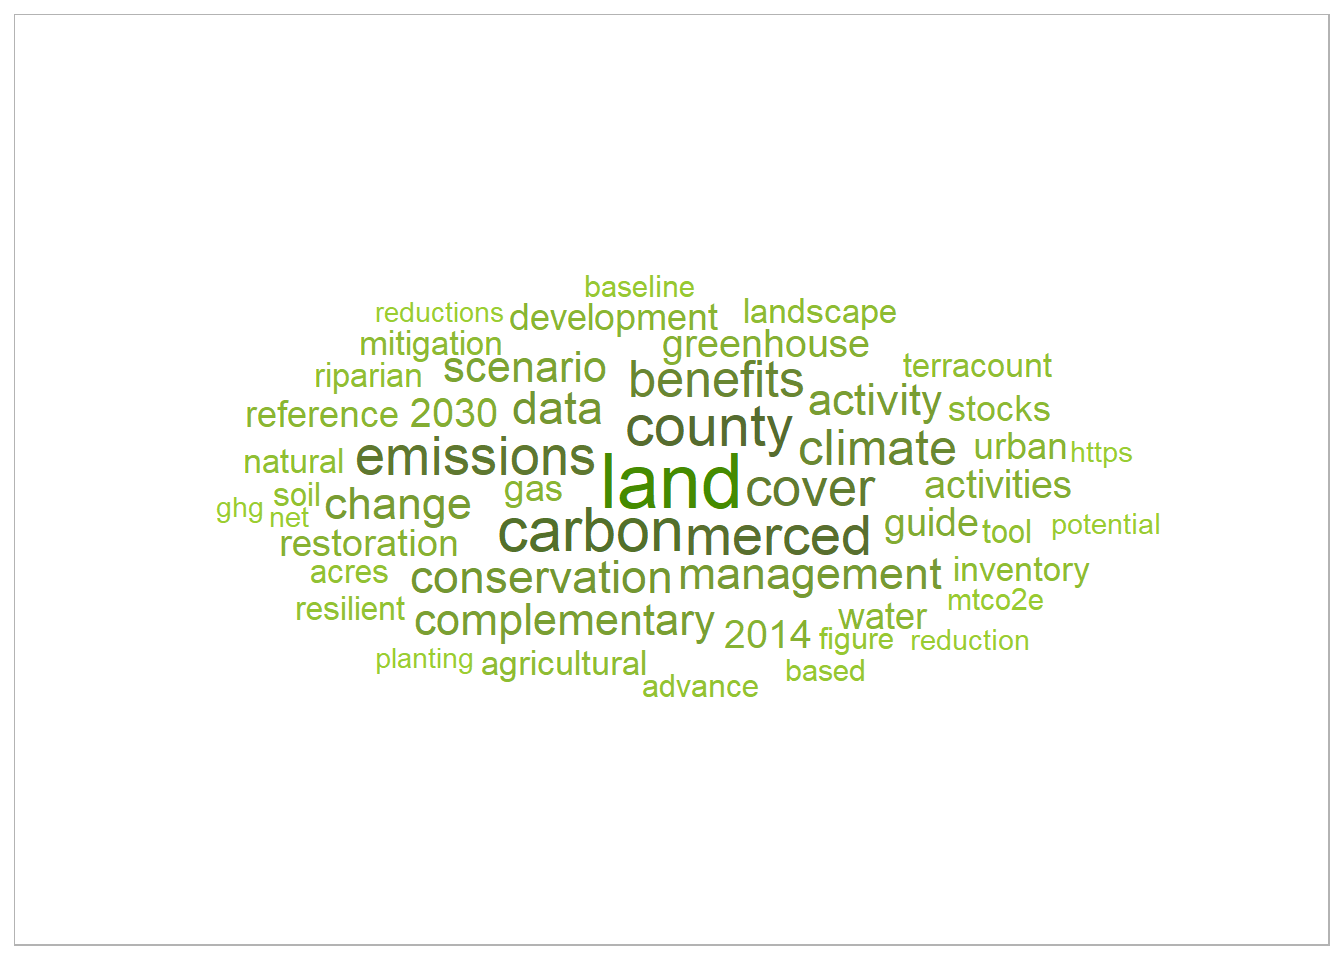 baseline
reductions development landscape
mitigation greenhouse
riparian scenario benefits terracount
reference 2030 data activity stocks
county
natural emissions climate urban https
land
ghg soil change gas cover activities
net carbon merced guide tool potential
restoration
acres conservation management inventory
resilient complementary water mtco2e
2014 figure reduction
planting agricultural based
advance